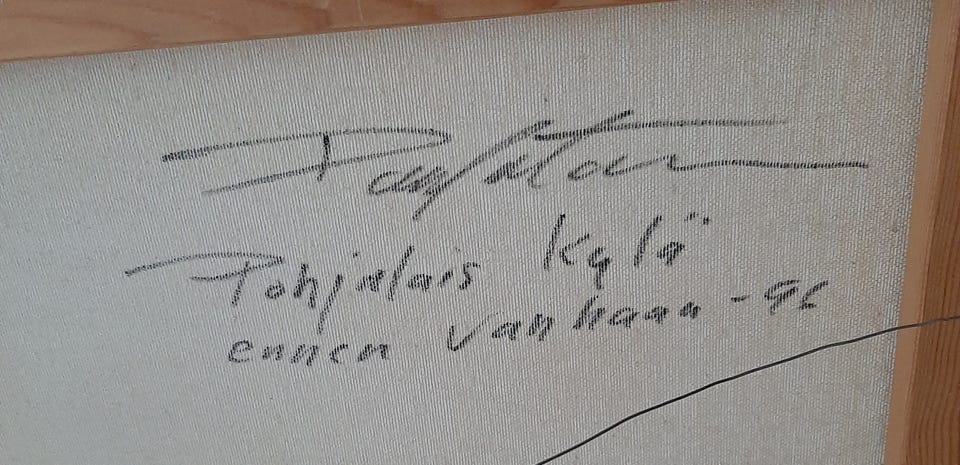 Pohjalais Kylä
ennen vanhaan -96